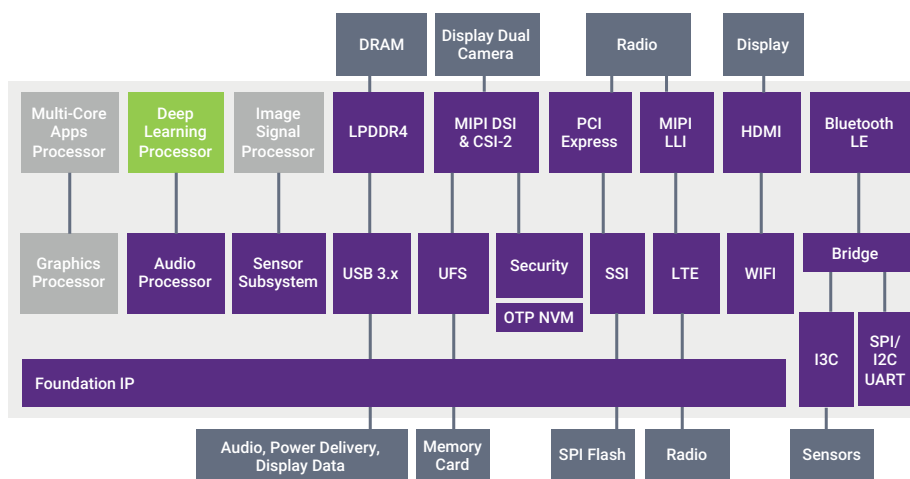 DRAM
Display Dual
Camera
Radio
Display
Multi-Core
Apps
Processor
Deep
Learning
Processor
Image
Signal
Processor
LPDDR4
MIPI DSI
& CSI-2
PCI
Express
MIPI
LLI
HDMI
Bluetooth
LE
Graphics
Processor
Audio
Processor
Sensor
Subsystem
USB 3.x
UFS
Security
OTP NVM
SSI
LTE
WIFI
Bridge
I3C
SPI/
I2C
UART
Foundation IP
Audio, Power Delivery,
Display Data
Memory
Card
SPI Flash
Radio
Sensors